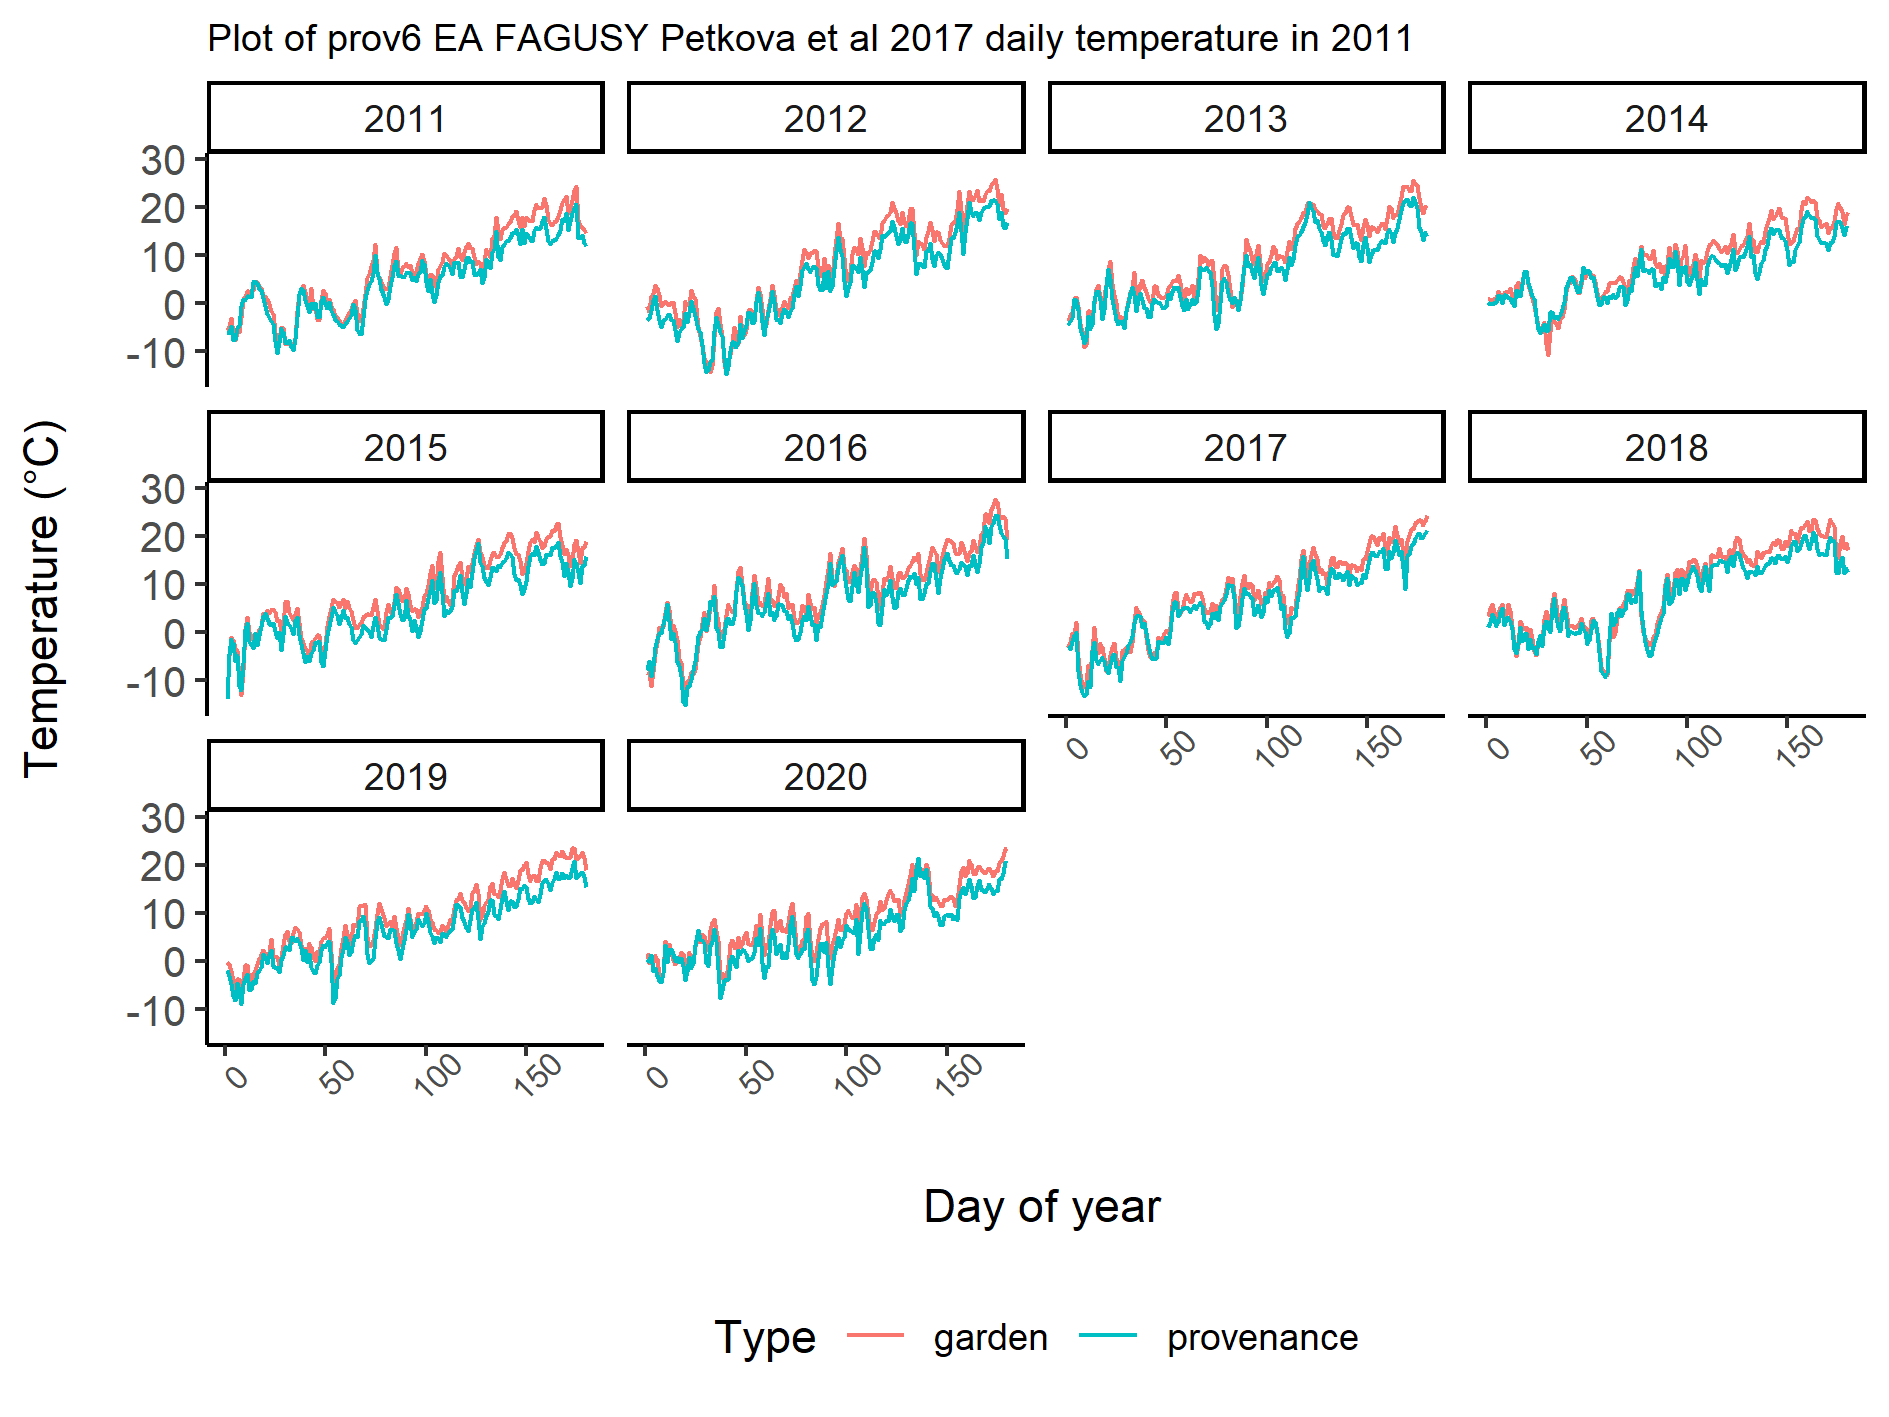 Plot of prov6 EA FAGUSY Petkova et al 2017 daily temperature in 2011
2011 2012 2013 2014
30
20
10
0
-10
2015 2016 2017 2018
30
20
10
0
-10
0 50 100 150 0 50 100 150
2019 2020
30
20
10
0
-10
0 50 100 150 0 50 100 150
Temperature (°C)
Day of year
Type garden provenance